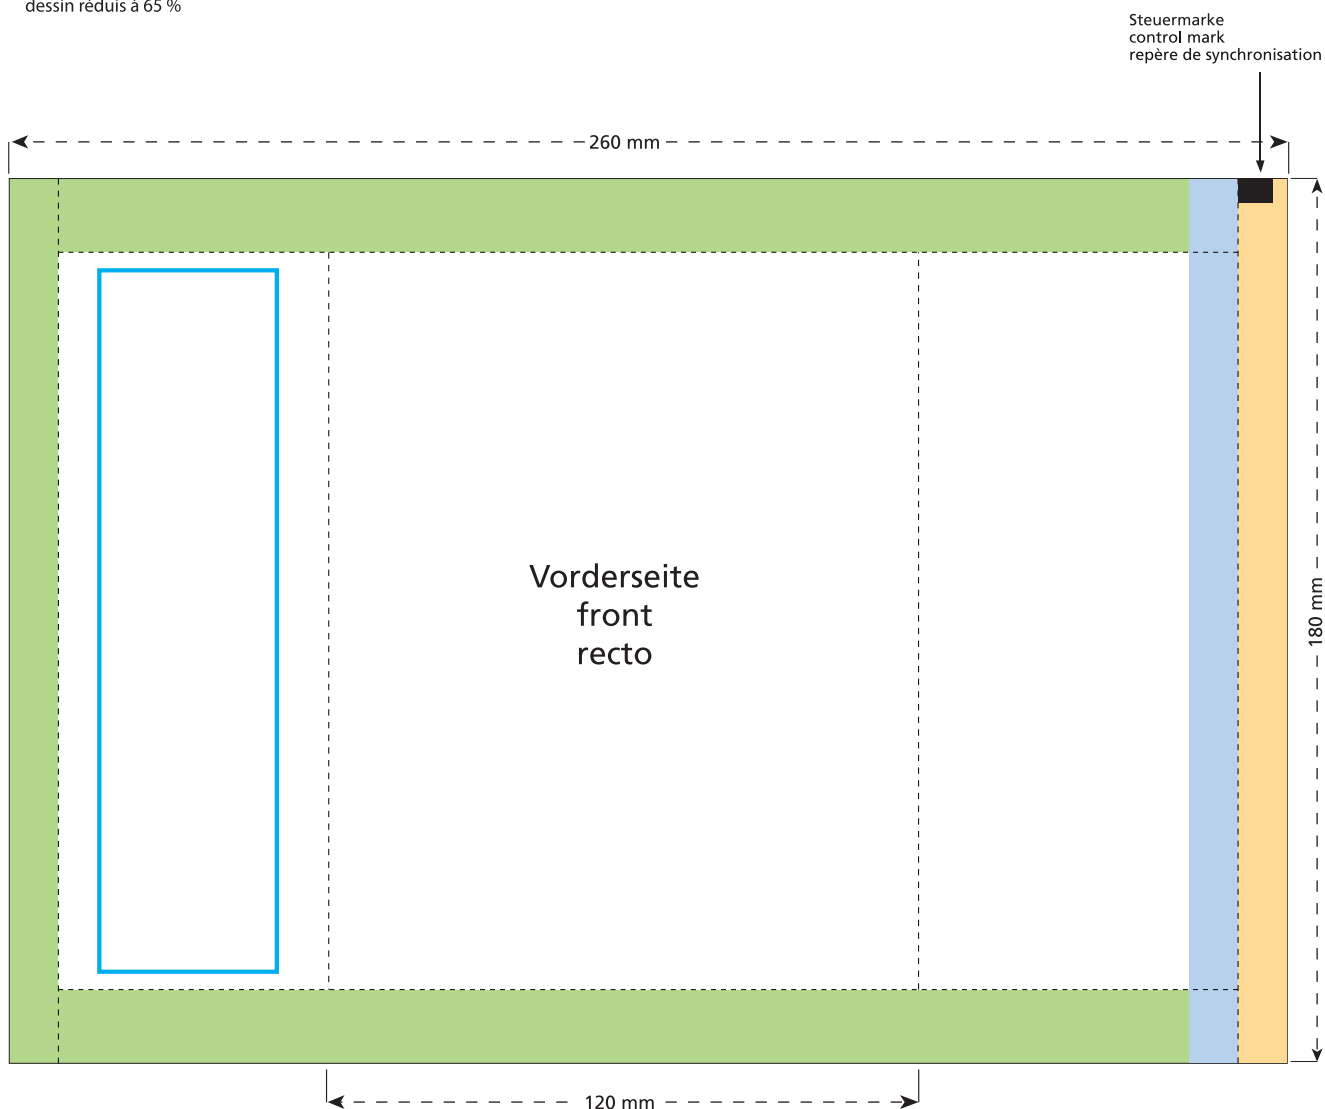 dessin réduis à 65 %
Steuermarke
control mark
repère de synchronisation
260 mm
Vorderseite
front
recto
180 mm
120 mm